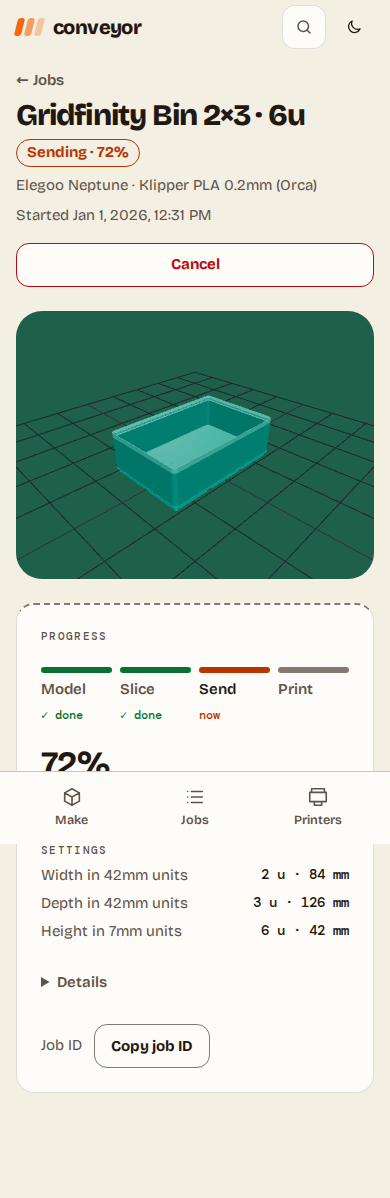 conveyor
← Jobs
Gridfinity Bin 2×3 · 6u
Sending · 72%
Elegoo Neptune · Klipper PLA 0.2mm (Orca)
Started Jan 1, 2026, 12:31 PM
Cancel
PROGRESS
Model Slice Send Print
✓ done ✓ done now
72%
Make Jobs Printers
SETTINGS
Width in 42mm units 2 u · 84 mm
Depth in 42mm units 3 u · 126 mm
Height in 7mm units 6 u · 42 mm
▶ Details
Job ID Copy job ID